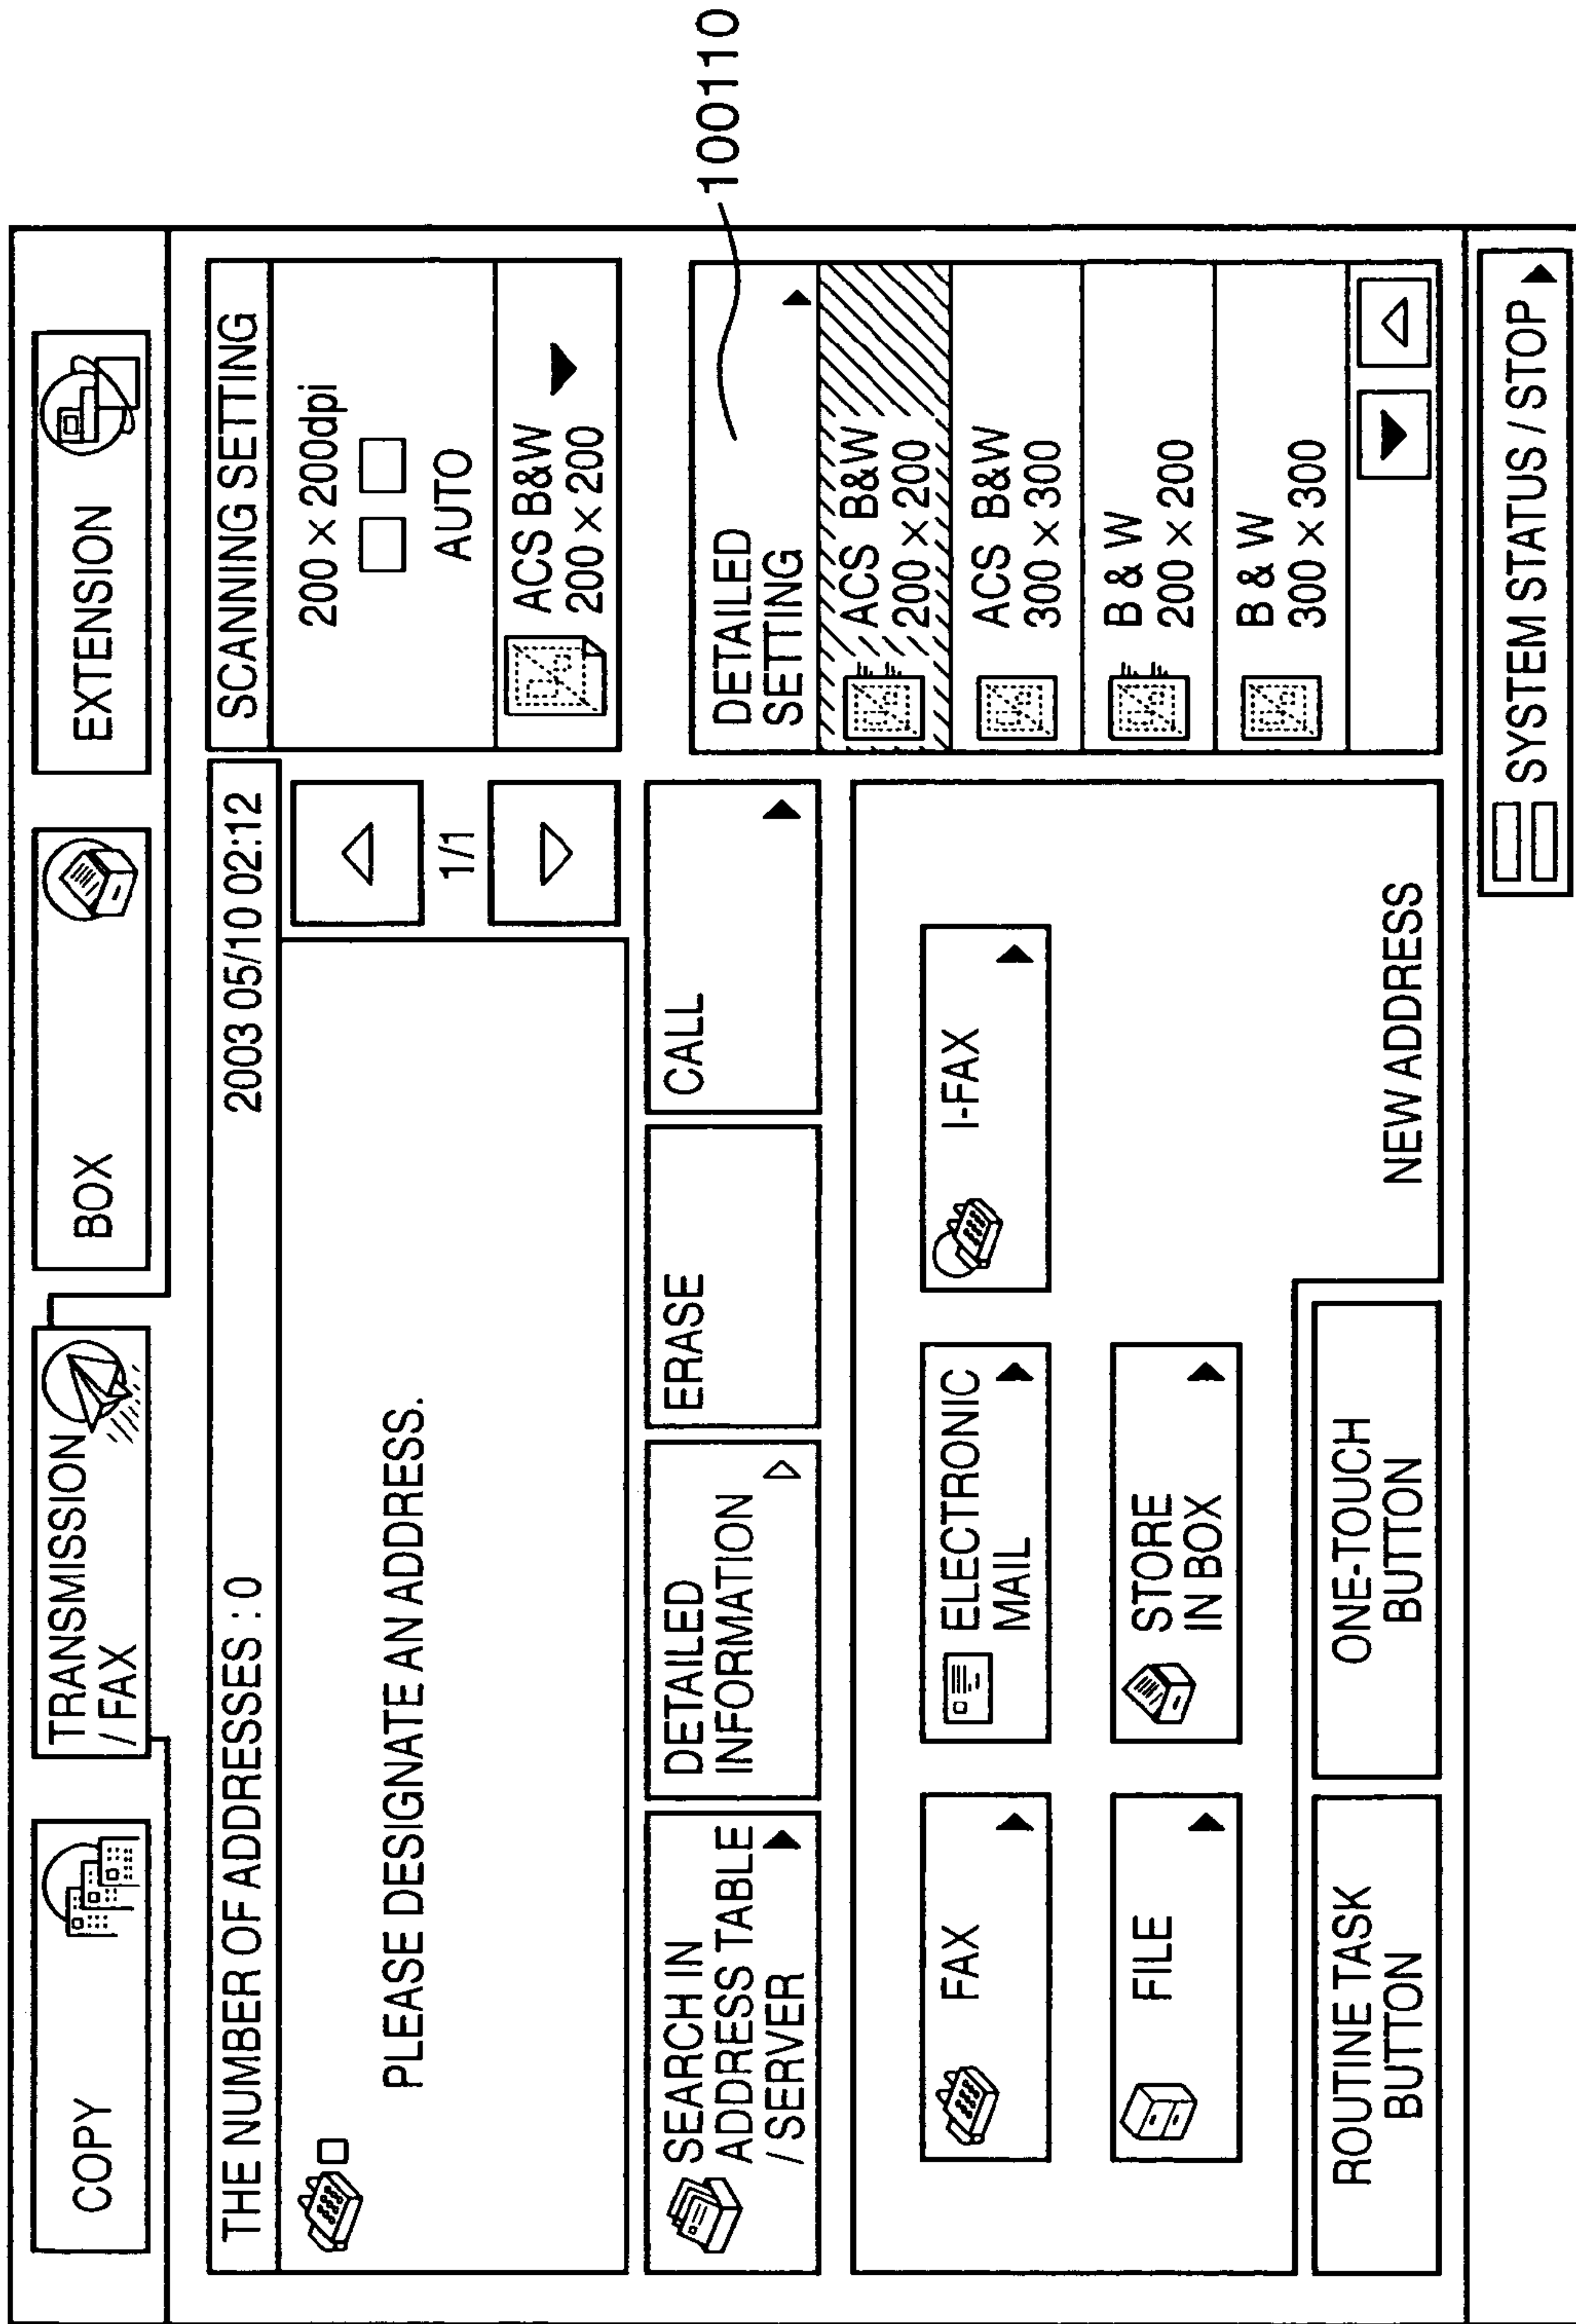 COPY
TRANSMISSION
/ FAX
BOX
EXTENSION
THE NUMBER OF ADDRESSES : 0
2003 05/10 02:12
PLEASE DESIGNATE AN ADDRESS.
1/1
SCANNING SETTING
200 × 200dpi
AUTO
ACS B&W
200 × 200
SEARCH IN
ADDRESS TABLE
/ SERVER
DETAILED
INFORMATION
ERASE
CALL
DETAILED
SETTING
100110
ACS B&W
200 × 200
ACS B&W
300 × 300
B & W
200 × 200
B & W
300 × 300
FAX
ELECTRONIC
MAIL
I-FAX
FILE
STORE
IN BOX
ROUTINE TASK
BUTTON
ONE-TOUCH
BUTTON
NEW ADDRESS
SYSTEM STATUS / STOP